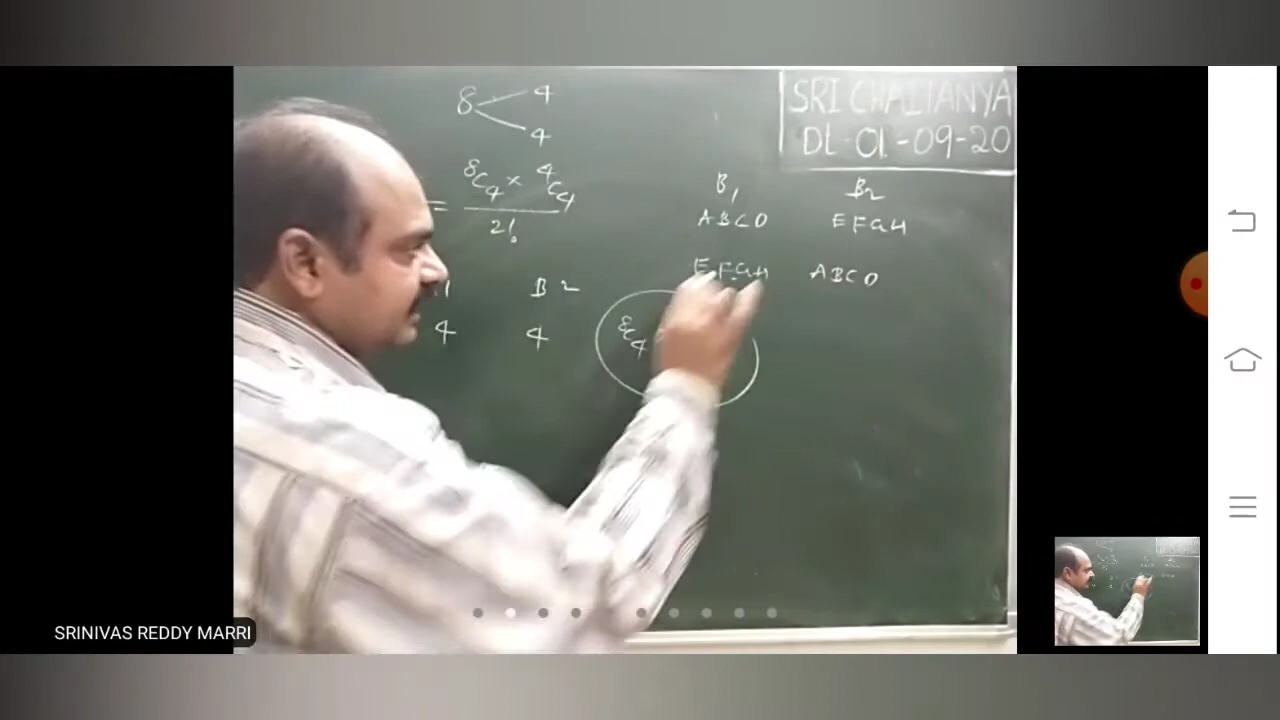 8 4
4
SRI CHAITANYA
DL-01-09-20
= 8C4 × 4C4
2!
B1 B2
ABCD EFGH
EFGH ABCD
B2
4 4
8C4
SRINIVAS REDDY MARRI